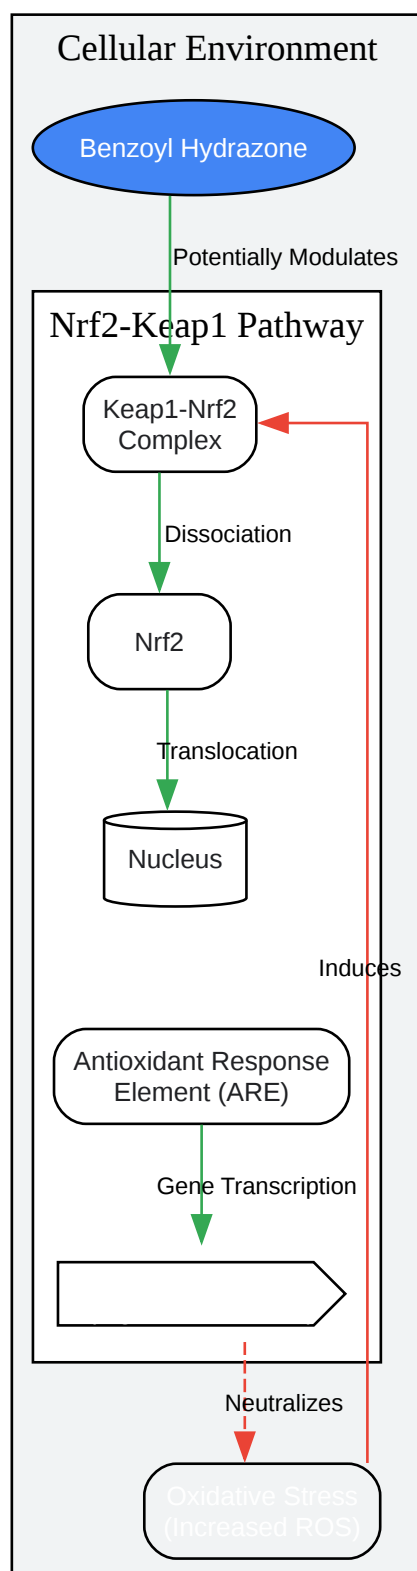 Cellular Environment
Benzoyl Hydrazone
Potentially Modulates
Nrf2-Keap1 Pathway
Keap1-Nrf2
Complex
Dissociation
Nrf2
Translocation
Nucleus
Induces
Antioxidant Response
Element (ARE)
Gene Transcription
Neutralizes
Oxidative Stress
(Increased ROS)